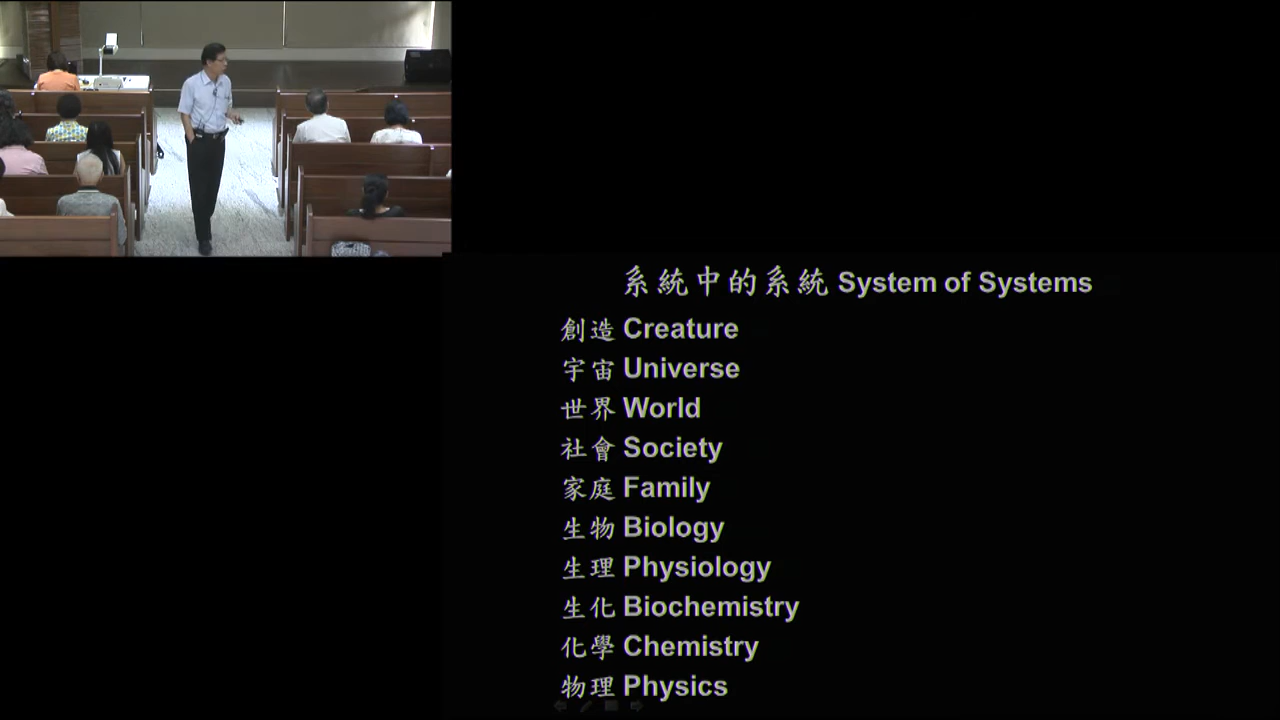 系統中的系統 System of Systems
創造 Creature
宇宙 Universe
世界 World
社會 Society
家庭 Family
生物 Biology
生理 Physiology
生化 Biochemistry
化學 Chemistry
物理 Physics